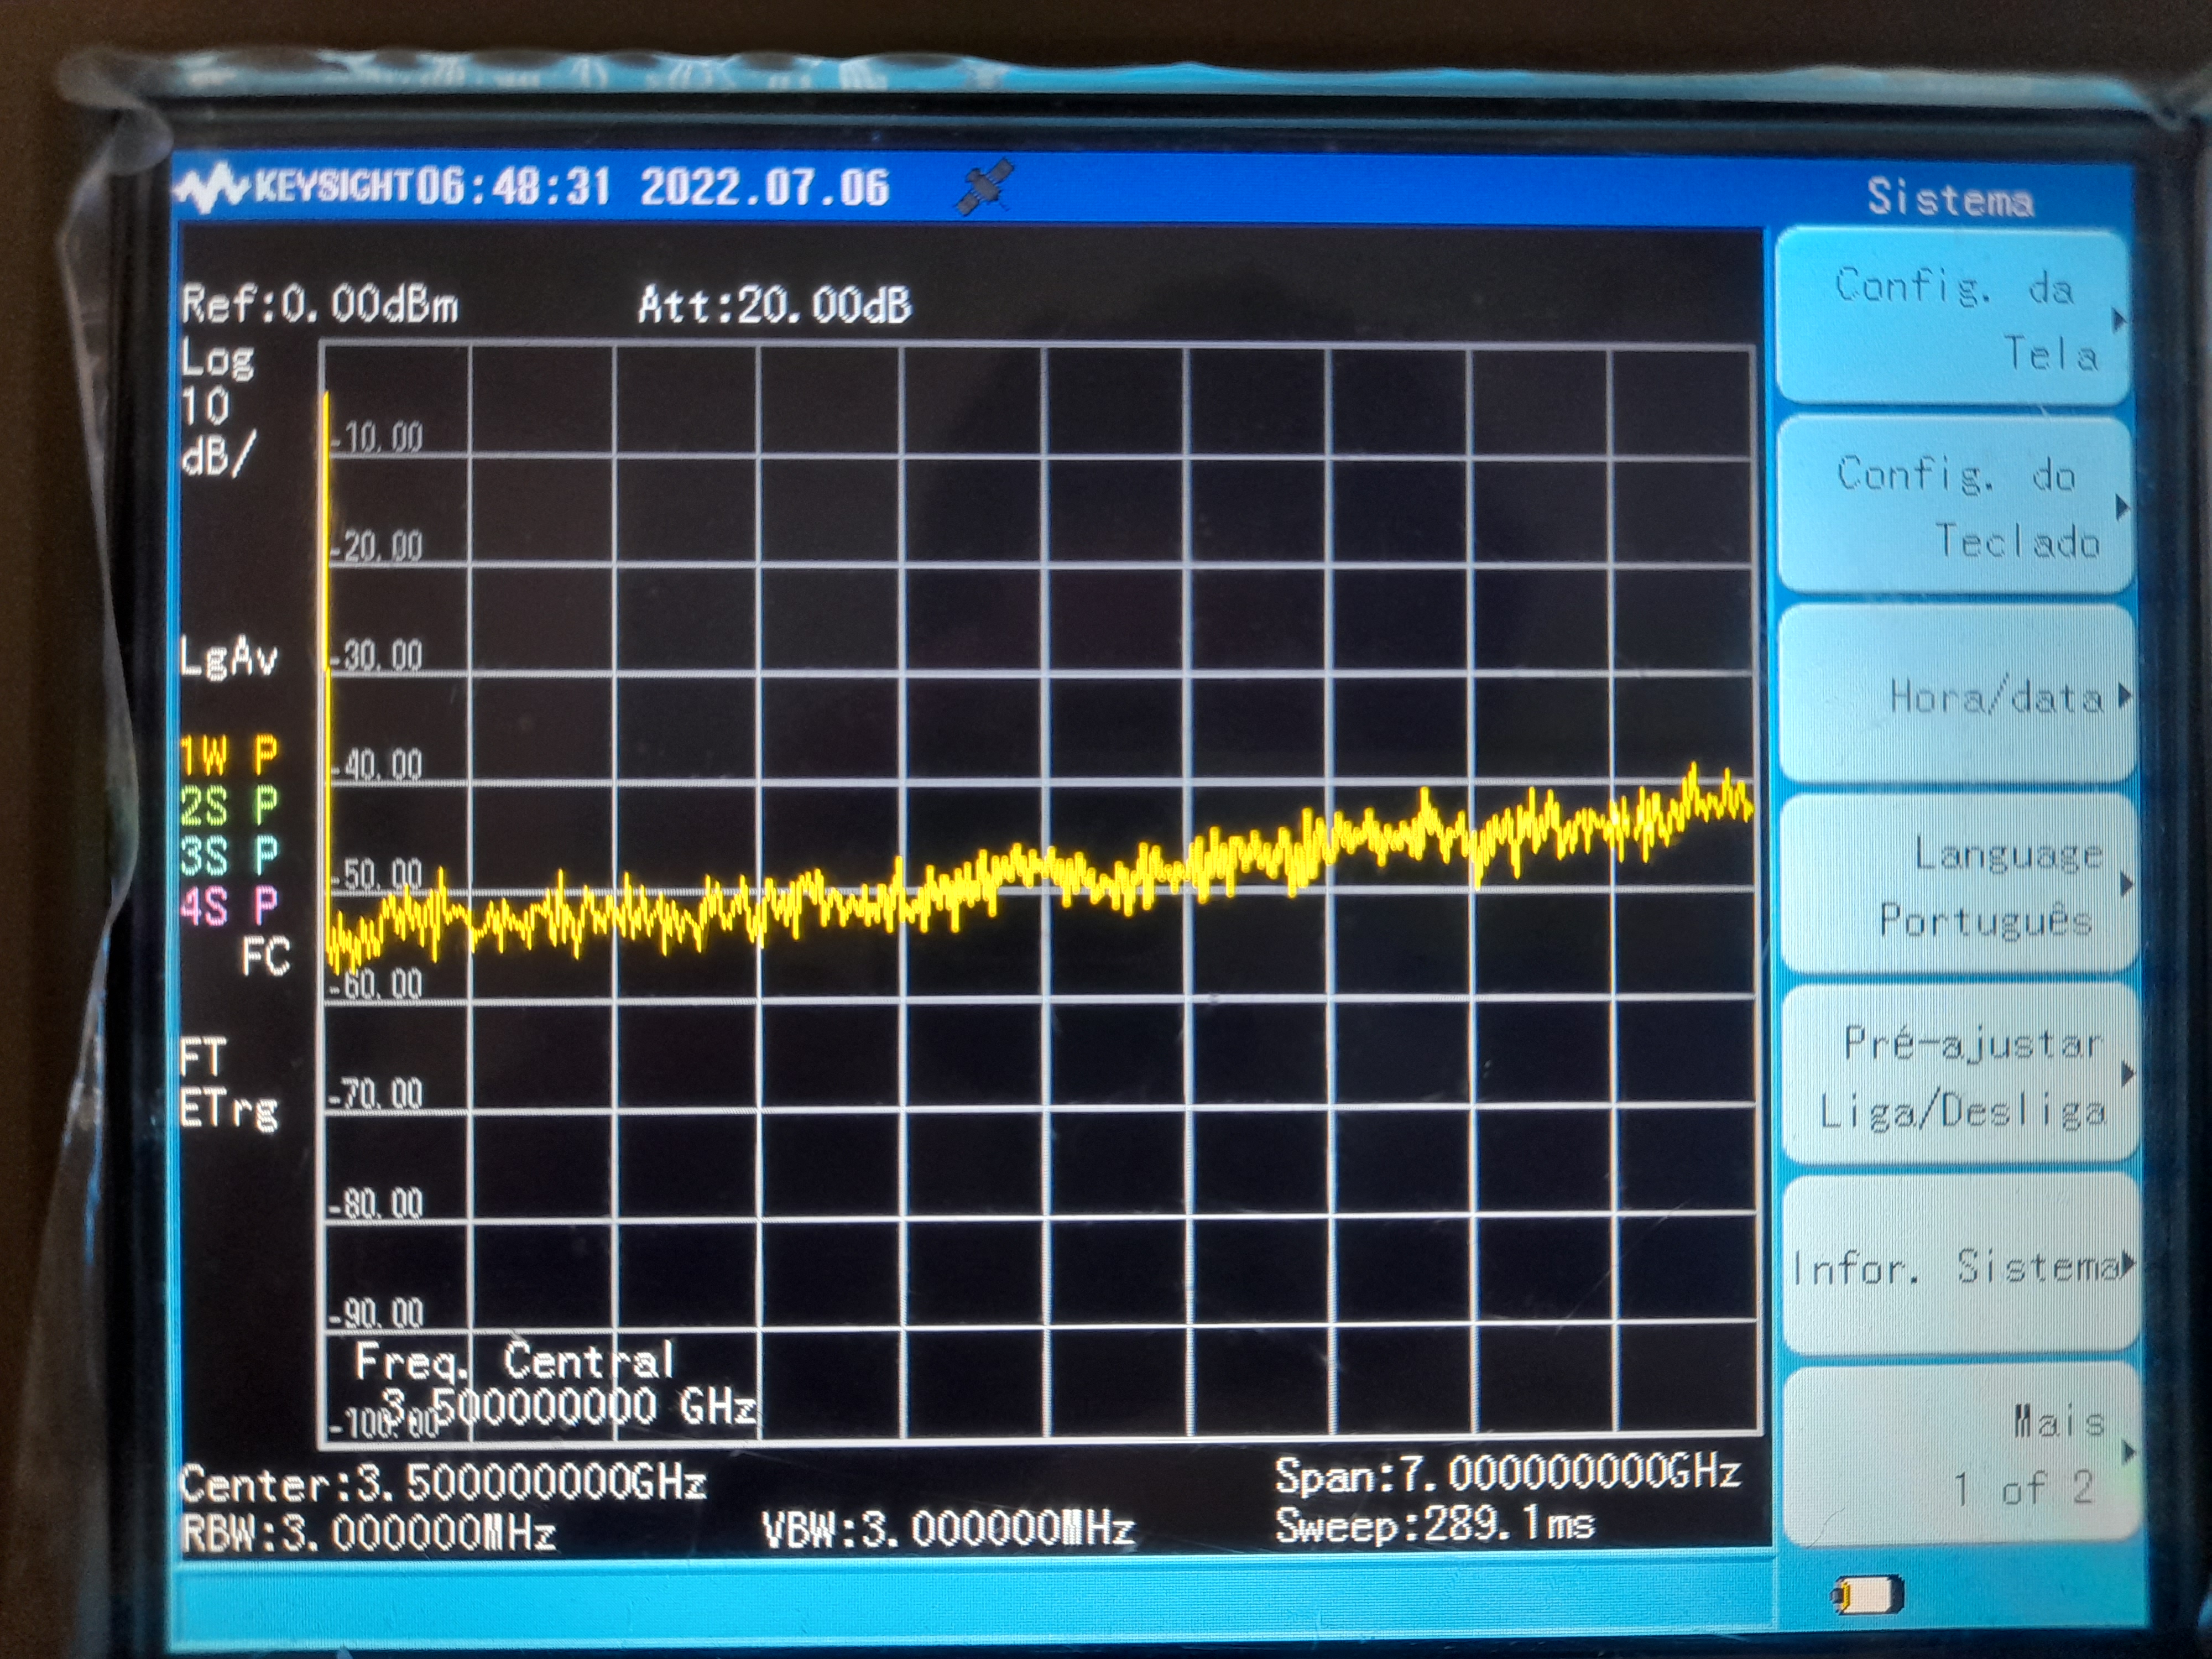 KEYSIGHT 06:48:31 2022.07.06
Sistema
Ref:0.00dBm Att:20.00dB
Log
10
dB/
LgAv
1W P
2S P
3S P
4S P
FC
FT
ETrg
-10.00
-20.00
-30.00
-40.00
-50.00
-60.00
-70.00
-80.00
-90.00
-100.00
Freq. Central
3.500000000 GHz
Center:3.500000000GHz Span:7.000000000GHz
RBW:3.000000MHz VBW:3.000000MHz Sweep:289.1ms
Config. da
Tela
Config. do
Teclado
Hora/data
Language
Português
Pré-ajustar
Liga/Desliga
Infor. Sistema
Mais
1 of 2